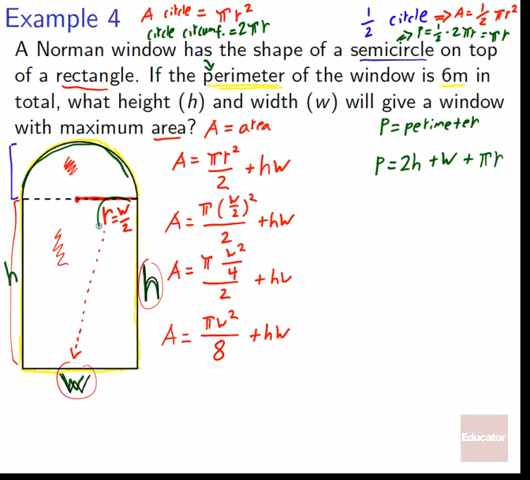 Example 4
A circle = πr²
circle circumf. = 2πr
1/2 circle ⇒ A = 1/2 πr²
⇒ P = 1/2 · 2πr = πr
A Norman window has the shape of a semicircle on top
of a rectangle. If the perimeter of the window is 6m in
total, what height (h) and width (w) will give a window
with maximum area?
A = area
P = perimeter
A = πr²/2 + hw
P = 2h + w + πr
A = π(w/2)²/2 + hw
r = w/2
A = π w²/4 /2 + hw
h
h
A = πw²/8 + hw
w
Educator